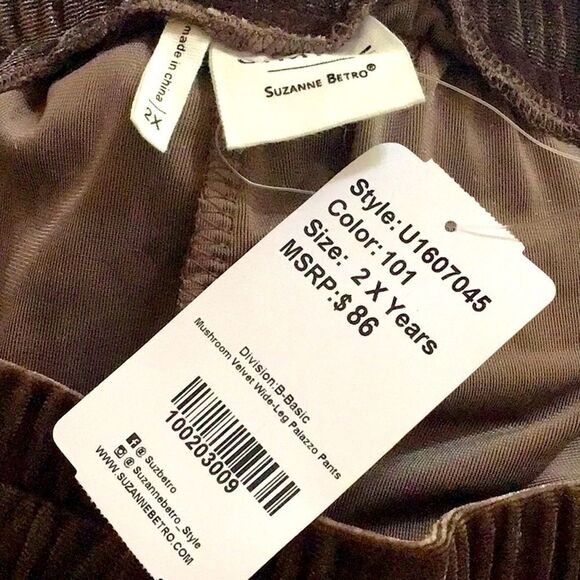 made in china
2X
SUZANNE BETRO®
Style: U1607045
Color: 101
Size: 2 X Years
MSRP:$ 86
Division:B-Basic
Mushroom Velvet Wide-Leg Palazzo Pants
100203009
@ Suzbetro
@ Suzannebetro_Style
WWW.SUZANNEBETRO.COM